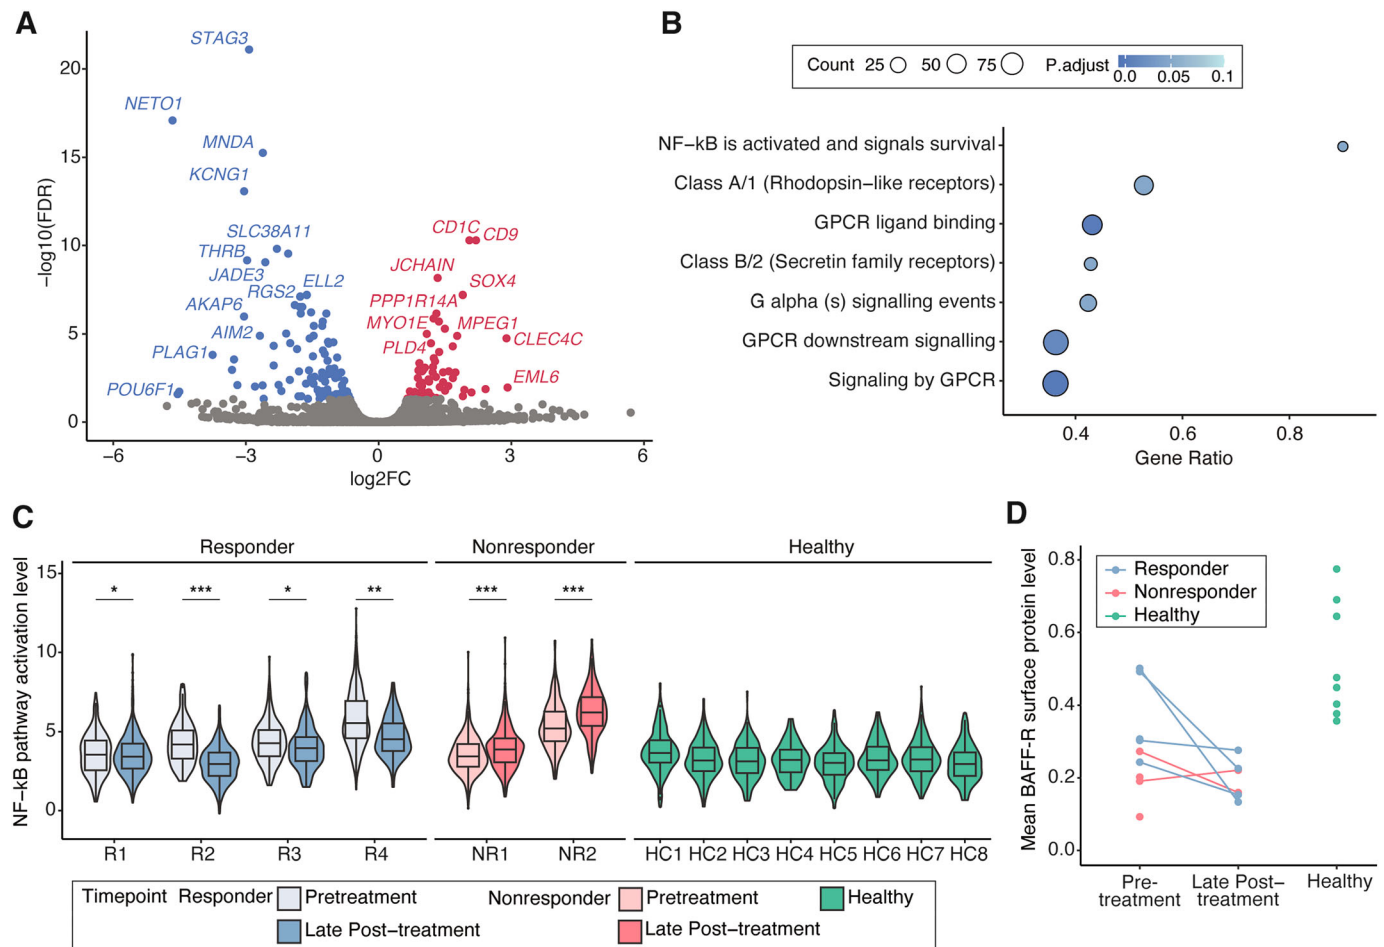 A
STAG3
NETO1
MNDA
KCNG1
SLC38A11
THRB
JADE3
RGS2
ELL2
AKAP6
AIM2
PLAG1
POU6F1
CD1C
CD9
JCHAIN
SOX4
PPP1R14A
MYO1E
MPEG1
PLD4
CLEC4C
EML6
20
15
10
5
0
−log10(FDR)
−6
−3
0
3
6
log2FC
B
Count 25 50 75 P.adjust 0.0 0.05 0.1
NF−kB is activated and signals survival
Class A/1 (Rhodopsin−like receptors)
GPCR ligand binding
Class B/2 (Secretin family receptors)
G alpha (s) signalling events
GPCR downstream signalling
Signaling by GPCR
0.4 0.6 0.8
Gene Ratio
C
Responder Nonresponder Healthy
NF−kB pathway activation level
15
10
5
0
* *** * ** *** ***
R1 R2 R3 R4 NR1 NR2 HC1 HC2 HC3 HC4 HC5 HC6 HC7 HC8
Timepoint Responder Pretreatment Nonresponder Pretreatment Healthy
Late Post−treatment Late Post−treatment
D
Mean BAFF−R surface protein level
0.8
0.6
0.4
0.2
0.0
Responder
Nonresponder
Healthy
Pre− Late Post− Healthy
treatment treatment